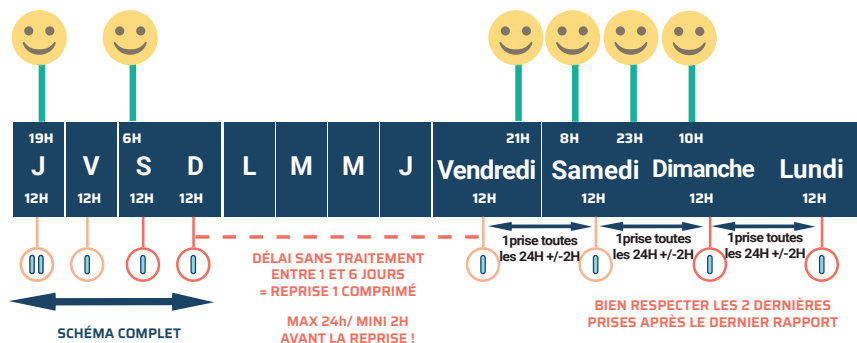 19H 6H 21H 8H 23H 10H
J V S D L M M J Vendredi Samedi Dimanche Lundi
12H 12H 12H 12H 12H 12H 12H 12H
SCHÉMA COMPLET
DÉLAI SANS TRAITEMENT
ENTRE 1 ET 6 JOURS
= REPRISE 1 COMPRIMÉ
MAX 24h/ MINI 2H
AVANT LA REPRISE !
1prise toutes
les 24H +/-2H
1prise toutes
les 24H +/-2H
1prise toutes
les 24H +/-2H
BIEN RESPECTER LES 2 DERNIÈRES
PRISES APRÈS LE DERNIER RAPPORT